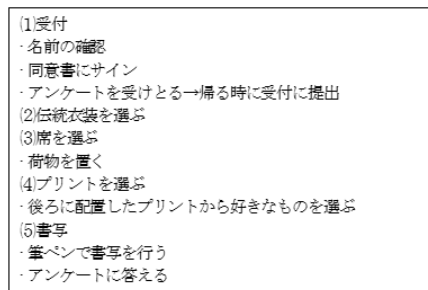 (1)受付
·名前の確認
·同意書にサイン
·アンケートを受けとる→帰る時に受付に提出
(2)伝統衣装を選ぶ
(3)席を選ぶ
·荷物を置く
(4)プリントを選ぶ
·後ろに配置したプリントから好きなものを選ぶ
(5)書写
·筆ペンで書写を行う
·アンケートに答える